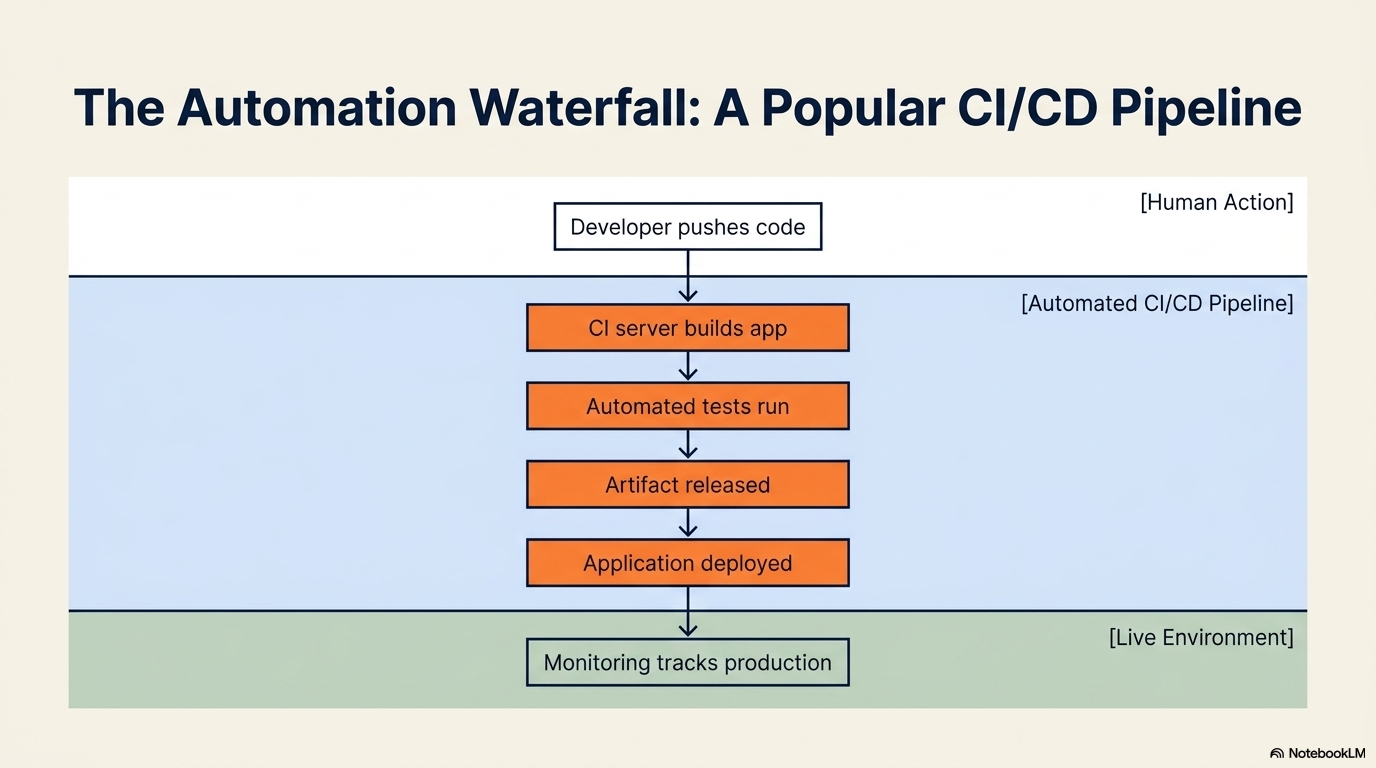 The Automation Waterfall: A Popular CI/CD Pipeline
[Human Action]
Developer pushes code
[Automated CI/CD Pipeline]
CI server builds app
Automated tests run
Artifact released
Application deployed
[Live Environment]
Monitoring tracks production
NotebookLM